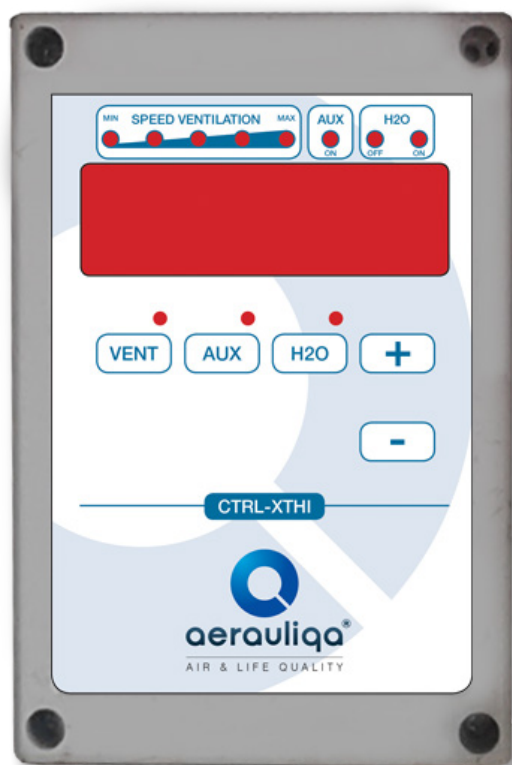 MIN SPEED VENTILATION MAX
AUX
ON
H2O
OFF ON
VENT AUX H2O +
-
CTRL-XTHI
aerauliqa®
AIR & LIFE QUALITY